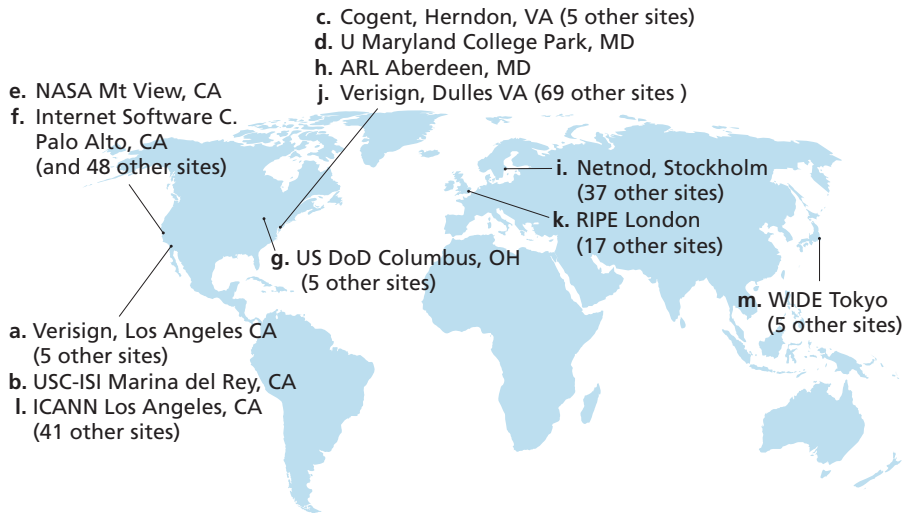 c. Cogent, Herndon, VA (5 other sites)
d. U Maryland College Park, MD
h. ARL Aberdeen, MD
j. Verisign, Dulles VA (69 other sites )
e. NASA Mt View, CA
f. Internet Software C.
Palo Alto, CA
(and 48 other sites)
i. Netnod, Stockholm
(37 other sites)
k. RIPE London
(17 other sites)
g. US DoD Columbus, OH
(5 other sites)
m. WIDE Tokyo
(5 other sites)
a. Verisign, Los Angeles CA
(5 other sites)
b. USC-ISI Marina del Rey, CA
l. ICANN Los Angeles, CA
(41 other sites)